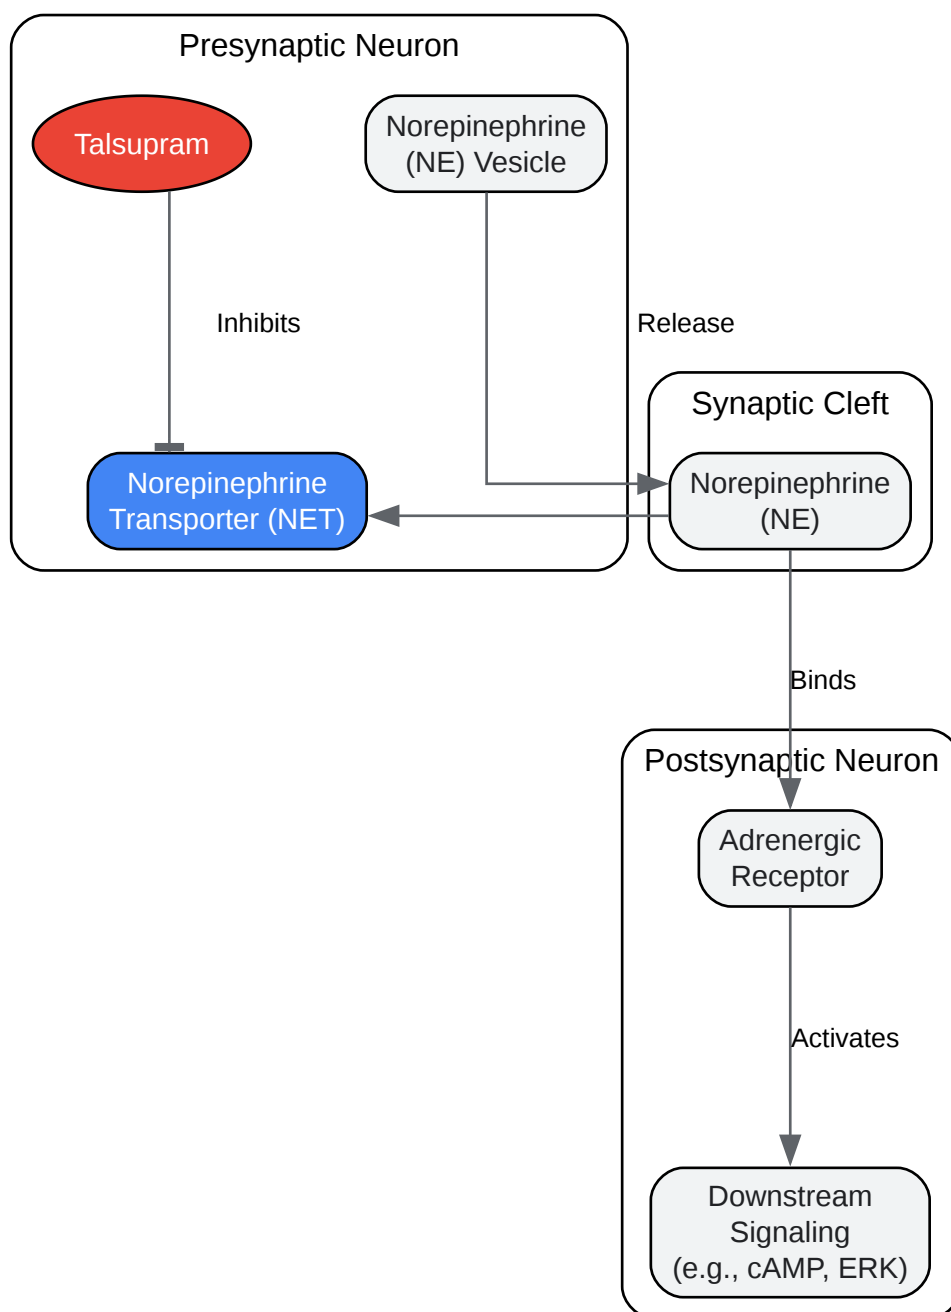 Presynaptic Neuron
Talsupram
Norepinephrine
(NE) Vesicle
Inhibits
Release
Synaptic Cleft
Norepinephrine
Transporter (NET)
Norepinephrine
(NE)
Binds
Postsynaptic Neuron
Adrenergic
Receptor
Activates
Downstream
Signaling
(e.g., cAMP, ERK)